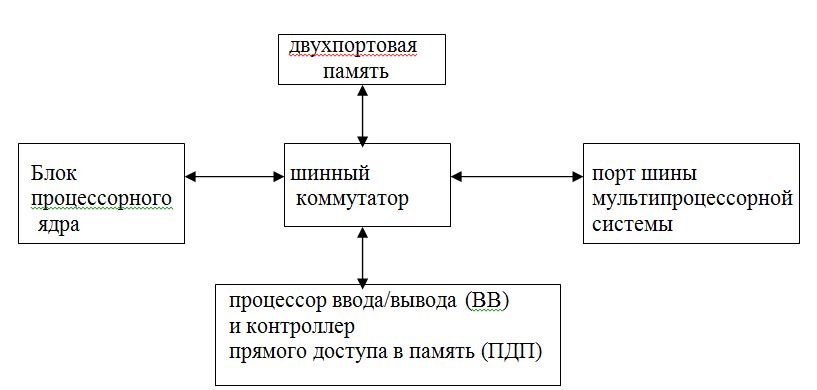 двухпортовая
память
Блок
процессорного
ядра
шинный
коммутатор
порт шины
мультипроцессорной
системы
процессор ввода/вывода (ВВ)
и контроллер
прямого доступа в память (ПДП)